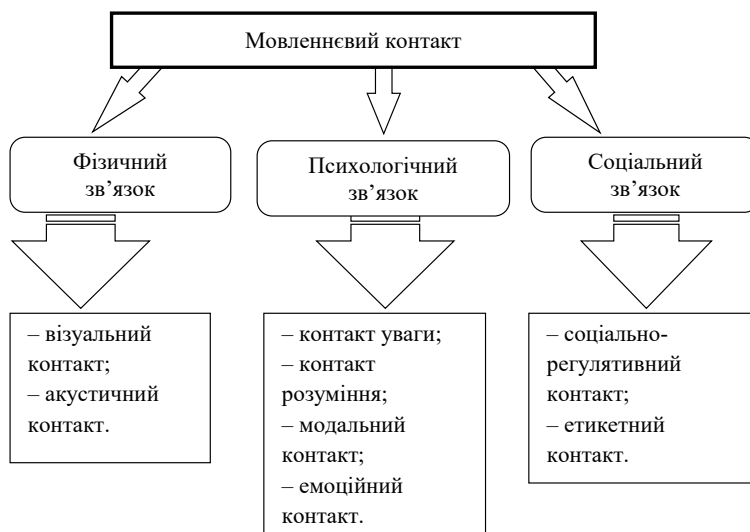 Мовленнєвий контакт
Фізичний
зв’язок
Психологічний
зв’язок
Соціальний
зв’язок
– візуальний
контакт;
– акустичний
контакт.
– контакт уваги;
– контакт
розуміння;
– модальний
контакт;
– емоційний
контакт.
– соціально-
регулятивний
контакт;
– етикетний
контакт.